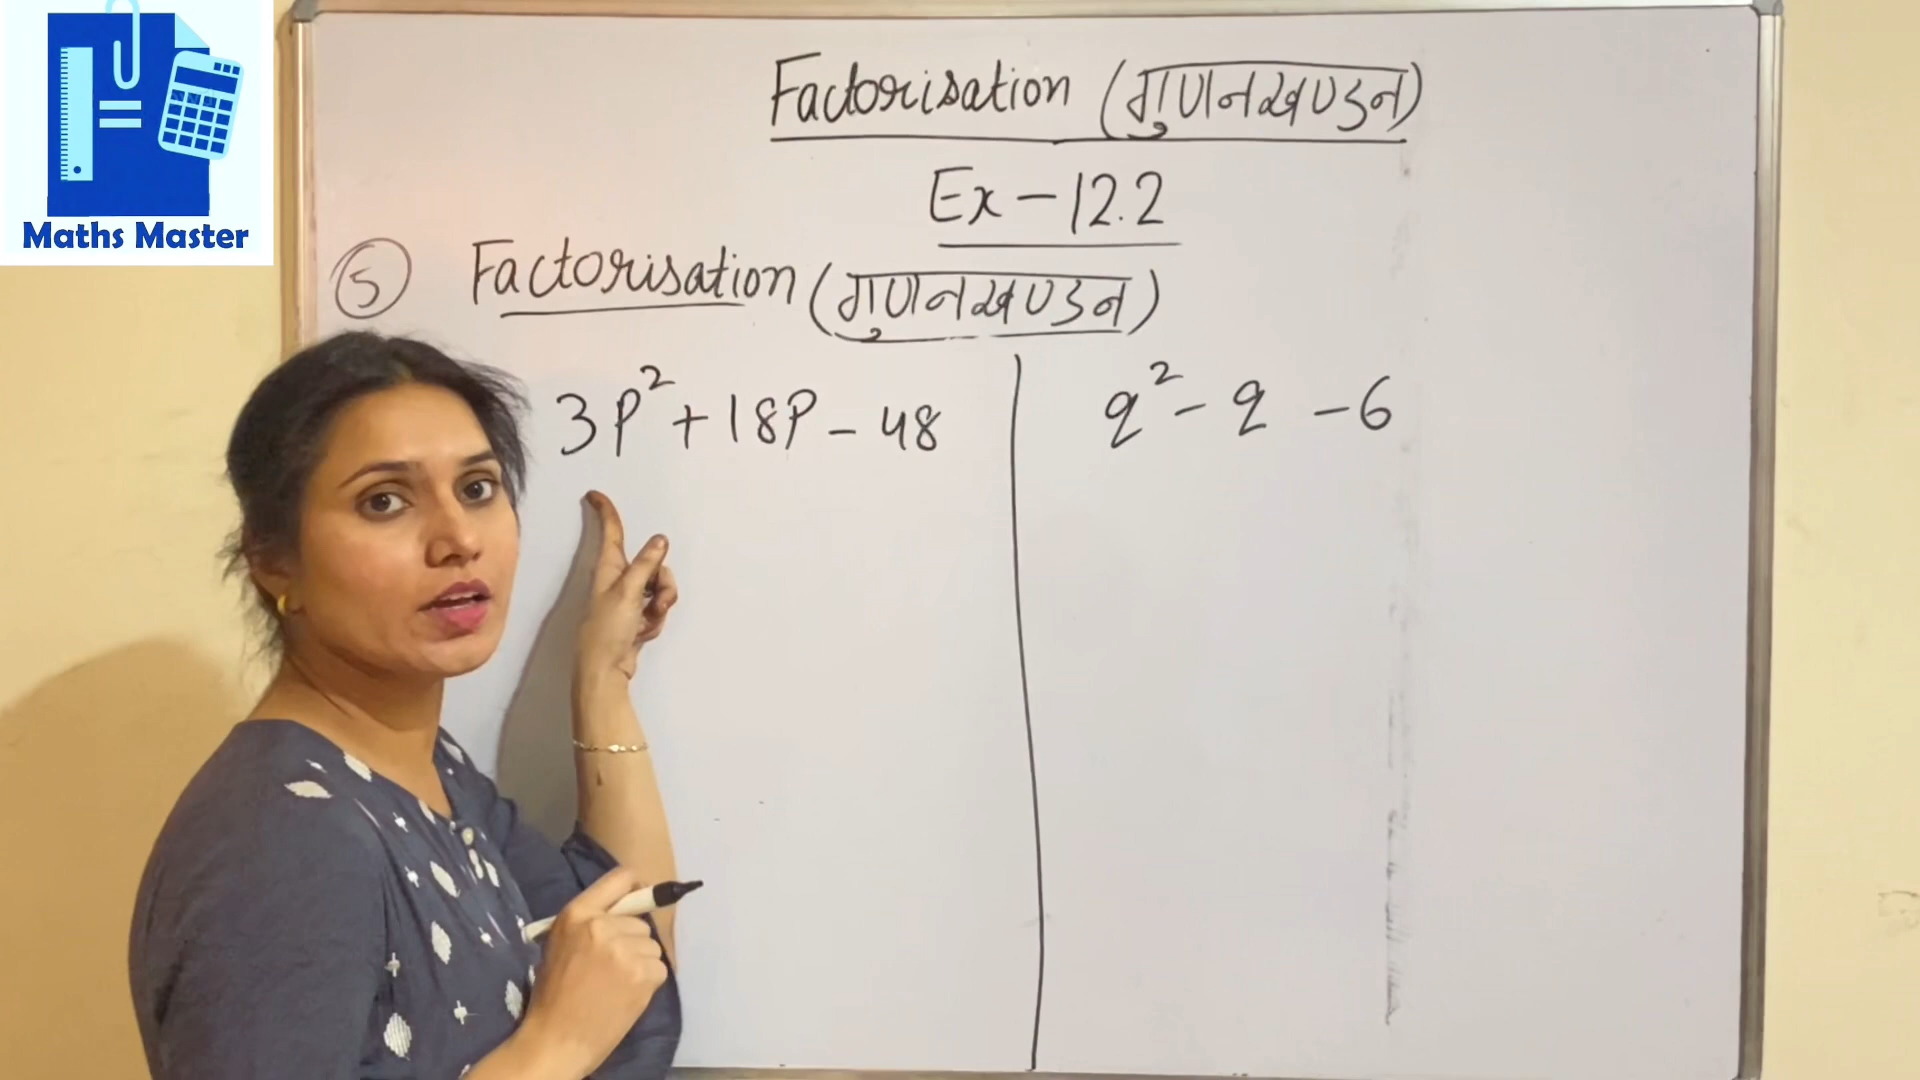 Maths Master
Factorisation (गुणनखण्डन)
Ex - 12.2
5 Factorisation (गुणनखण्डन)
3p² + 18p - 48
q² - q - 6